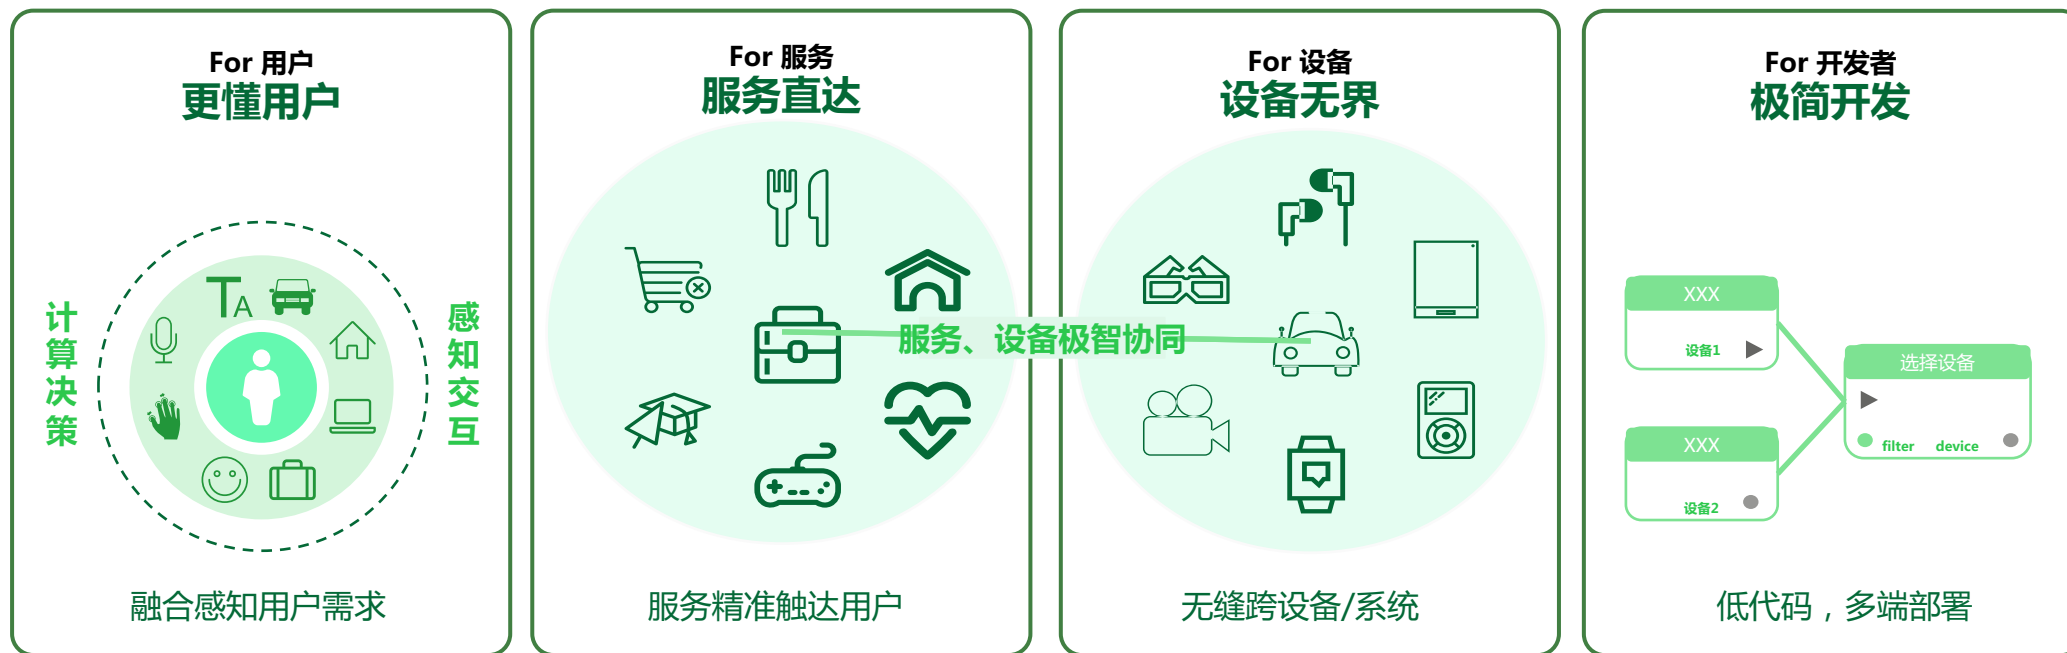 For 用户
更懂用户
计算决策
TA
感知交互
融合感知用户需求
For 服务
服务直达
服务精准触达用户
服务、设备极智协同
For 设备
设备无界
无缝跨设备/系统
For 开发者
极简开发
XXX
设备1
XXX
设备2
选择设备
filter device
低代码，多端部署